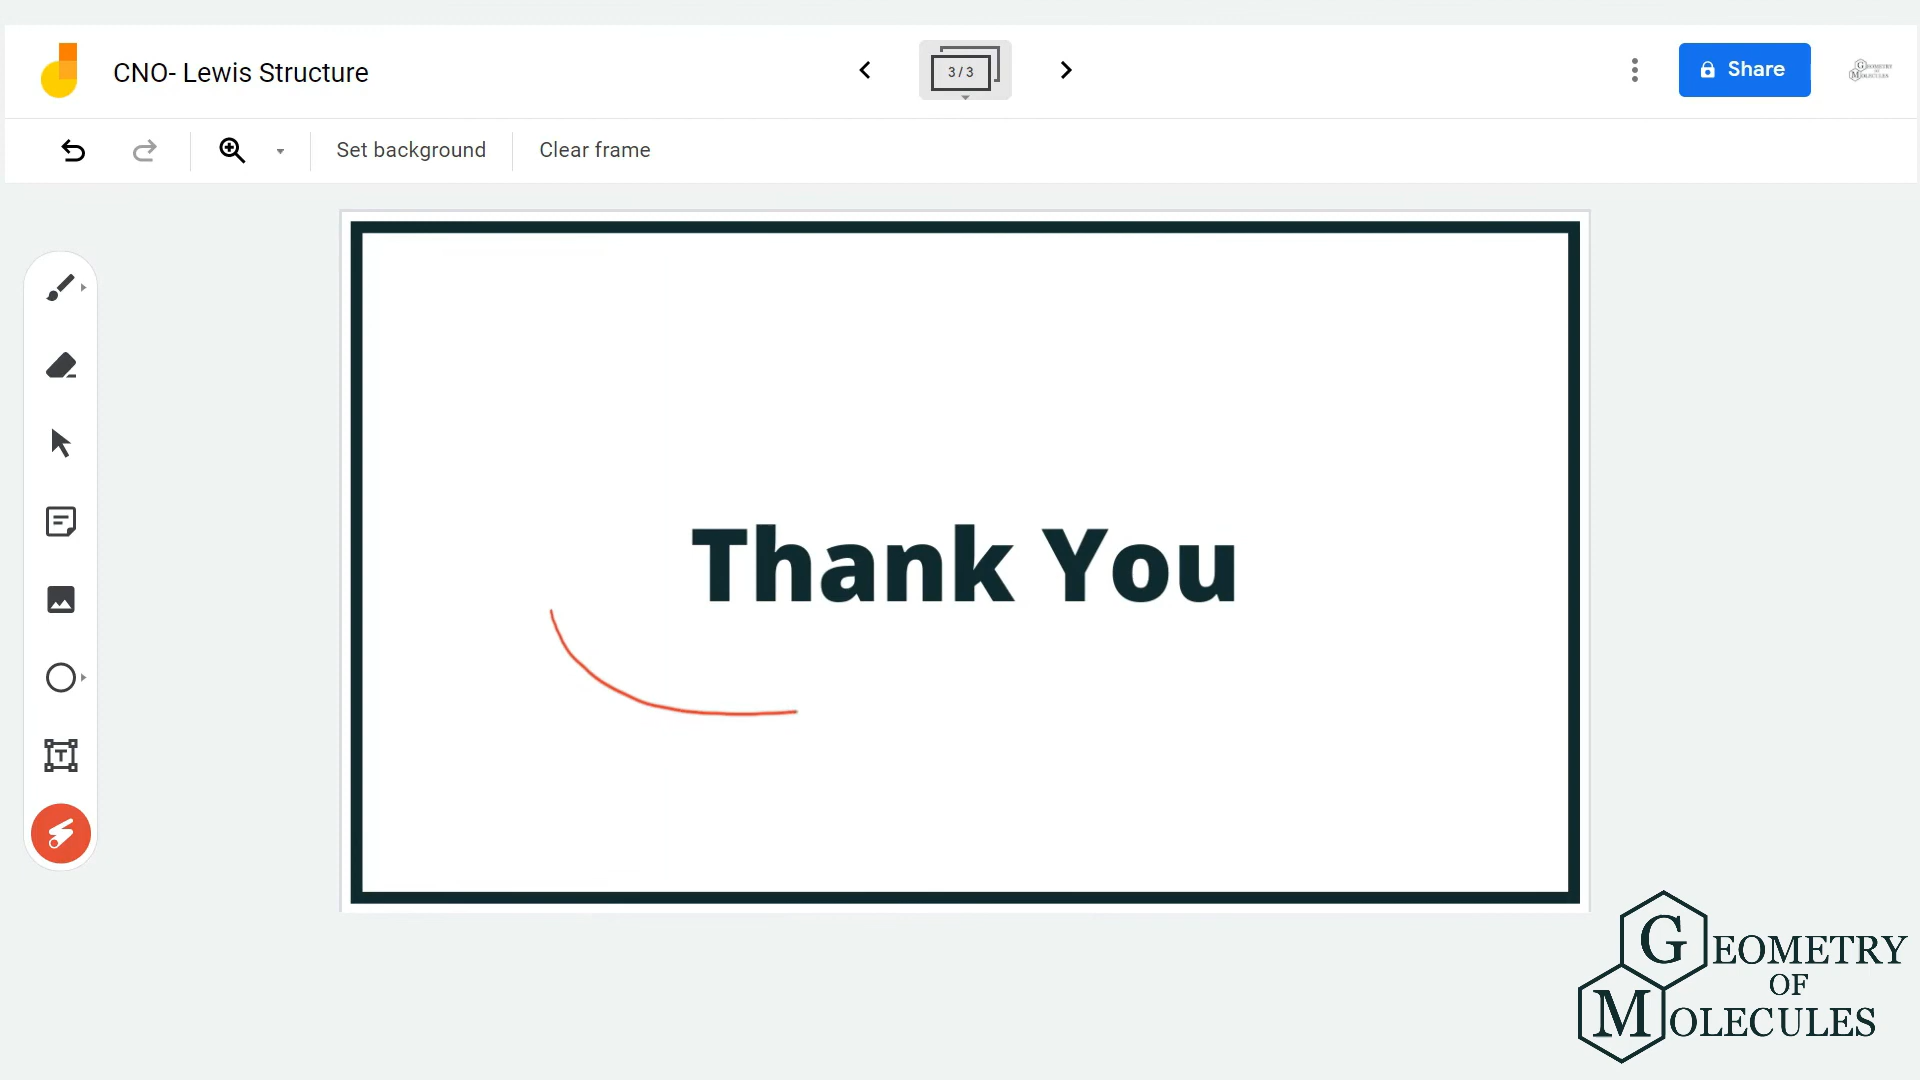 CNO- Lewis Structure
3 / 3
Share
Set background
Clear frame
Thank You
GEOMETRY
OF
MOLECULES